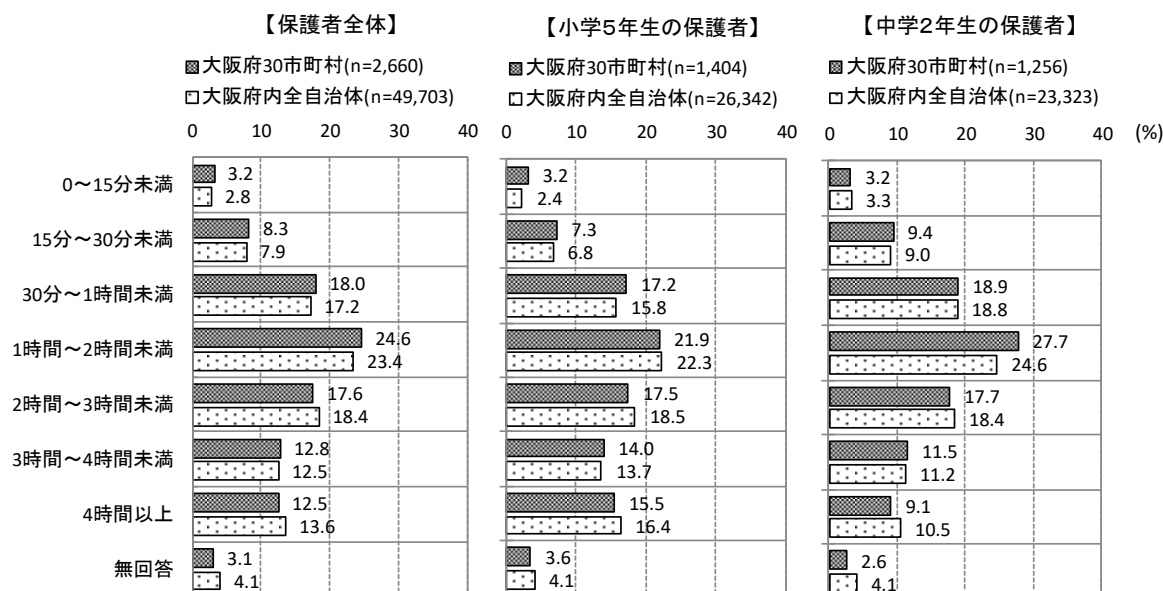 【保護者全体】
【小学5年生の保護者】
【中学2年生の保護者】
大阪府30市町村(n=2,660)
大阪府内全自治体(n=49,703)
大阪府30市町村(n=1,404)
大阪府内全自治体(n=26,342)
大阪府30市町村(n=1,256)
大阪府内全自治体(n=23,323)
0 10 20 30 40
0 10 20 30 40
0 10 20 30 40 (%)
0～15分未満 3.2 3.2 3.2
2.8 2.4 3.3
15分～30分未満 8.3 7.3 9.4
7.9 6.8 9.0
30分～1時間未満 18.0 17.2 18.9
17.2 15.8 18.8
1時間～2時間未満 24.6 21.9 27.7
23.4 22.3 24.6
2時間～3時間未満 17.6 17.5 17.7
18.4 18.5 18.4
3時間～4時間未満 12.8 14.0 11.5
12.5 13.7 11.2
4時間以上 12.5 15.5 9.1
13.6 16.4 10.5
無回答 3.1 3.6 2.6
4.1 4.1 4.1